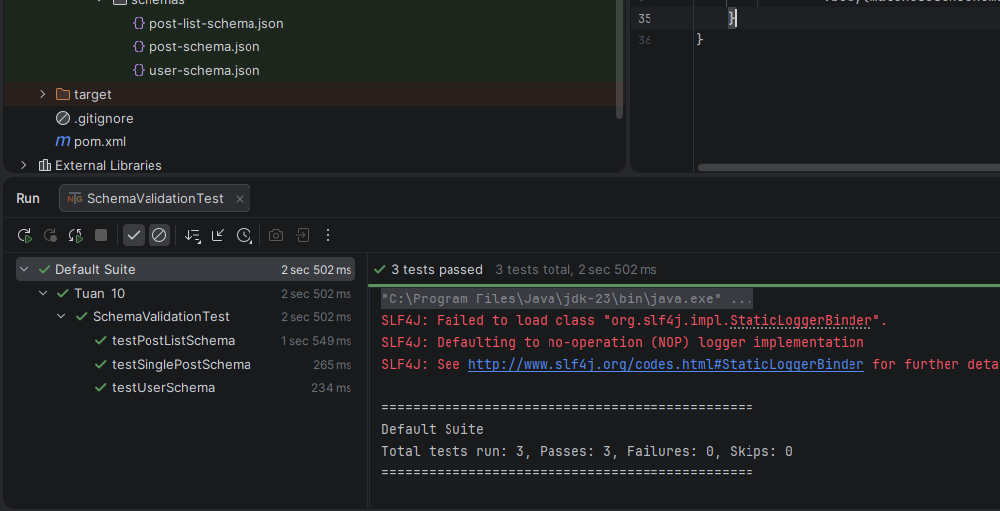 schemas
post-list-schema.json
post-schema.json
user-schema.json
target
.gitignore
pom.xml
External Libraries
35 }
36 }
Run SchemaValidationTest
Default Suite 2 sec 502 ms
Tuan_10 2 sec 502 ms
SchemaValidationTest 2 sec 502 ms
testPostListSchema 1 sec 549 ms
testSinglePostSchema 265 ms
testUserSchema 234 ms
3 tests passed 3 tests total, 2 sec 502 ms
"C:\Program Files\Java\jdk-23\bin\java.exe" ...
SLF4J: Failed to load class "org.slf4j.impl.StaticLoggerBinder".
SLF4J: Defaulting to no-operation (NOP) logger implementation
SLF4J: See http://www.slf4j.org/codes.html#StaticLoggerBinder for further deta
===============================================
Default Suite
Total tests run: 3, Passes: 3, Failures: 0, Skips: 0
===============================================